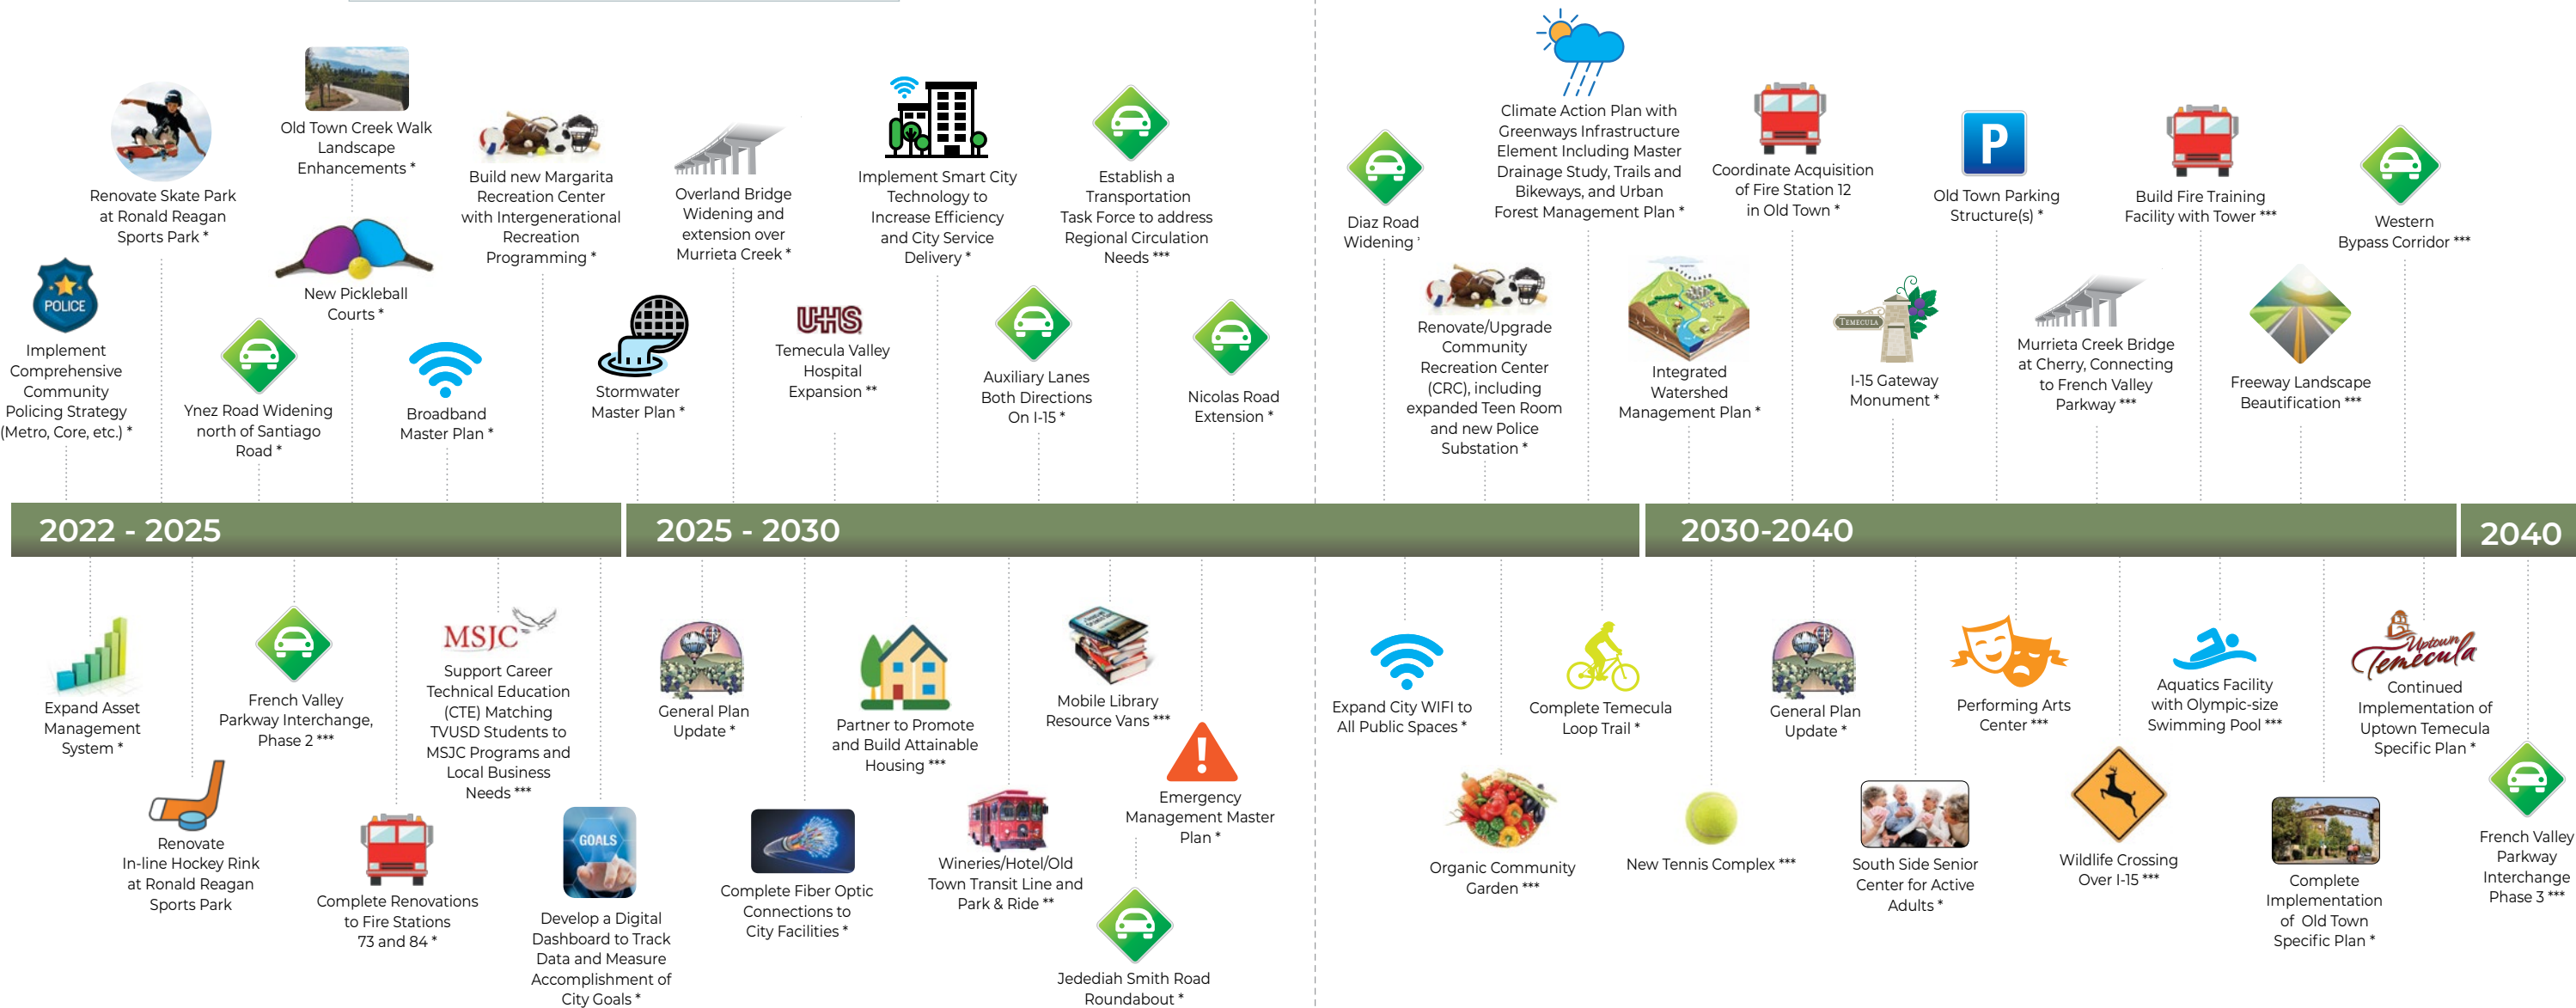 Implement
Comprehensive
Community
Policing Strategy
(Metro, Core, etc.) *
POLICE
Renovate Skate Park
at Ronald Reagan
Sports Park *
Ynez Road Widening
north of Santiago
Road *
Old Town Creek Walk
Landscape
Enhancements *
New Pickleball
Courts *
Broadband
Master Plan *
Build new Margarita
Recreation Center
with Intergenerational
Recreation
Programming *
Stormwater
Master Plan *
Overland Bridge
Widening and
extension over
Murrieta Creek *
UHS
Temecula Valley
Hospital
Expansion **
Implement Smart City
Technology to
Increase Efficiency
and City Service
Delivery *
Auxiliary Lanes
Both Directions
On I-15 *
Establish a
Transportation
Task Force to address
Regional Circulation
Needs ***
Nicolas Road
Extension *
Diaz Road
Widening *
Renovate/Upgrade
Community
Recreation Center
(CRC), including
expanded Teen Room
and new Police
Substation *
Climate Action Plan with
Greenways Infrastructure
Element Including Master
Drainage Study, Trails and
Bikeways, and Urban
Forest Management Plan *
Integrated
Watershed
Management Plan *
Coordinate Acquisition
of Fire Station 12
in Old Town *
TEMECULA
I-15 Gateway
Monument *
P
Old Town Parking
Structure(s) *
Murrieta Creek Bridge
at Cherry, Connecting
to French Valley
Parkway ***
Build Fire Training
Facility with Tower ***
Freeway Landscape
Beautification ***
Western
Bypass Corridor ***
2022 - 2025
2025 - 2030
2030-2040
2040
Expand Asset
Management
System *
Renovate
In-line Hockey Rink
at Ronald Reagan
Sports Park
French Valley
Parkway Interchange,
Phase 2 ***
Complete Renovations
to Fire Stations
73 and 84 *
MSJC
Support Career
Technical Education
(CTE) Matching
TVUSD Students to
MSJC Programs and
Local Business
Needs ***
GOALS
Develop a Digital
Dashboard to Track
Data and Measure
Accomplishment of
City Goals *
General Plan
Update *
Complete Fiber Optic
Connections to
City Facilities *
Partner to Promote
and Build Attainable
Housing ***
Wineries/Hotel/Old
Town Transit Line and
Park & Ride **
Mobile Library
Resource Vans ***
Emergency
Management Master
Plan *
Jedediah Smith Road
Roundabout *
Expand City WIFI to
All Public Spaces *
Organic Community
Garden ***
Complete Temecula
Loop Trail *
New Tennis Complex ***
General Plan
Update *
South Side Senior
Center for Active
Adults *
Performing Arts
Center ***
Wildlife Crossing
Over I-15 ***
Aquatics Facility
with Olympic-size
Swimming Pool ***
Complete
Implementation
of Old Town
Specific Plan *
Uptown
Temecula
Continued
Implementation of
Uptown Temecula
Specific Plan *
French Valley
Parkway
Interchange
Phase 3 ***